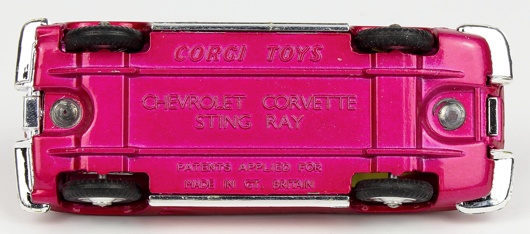 CORGI TOYS
CHEVROLET CORVETTE
STING RAY
PATENTS APPLIED FOR
MADE IN GT. BRITAIN